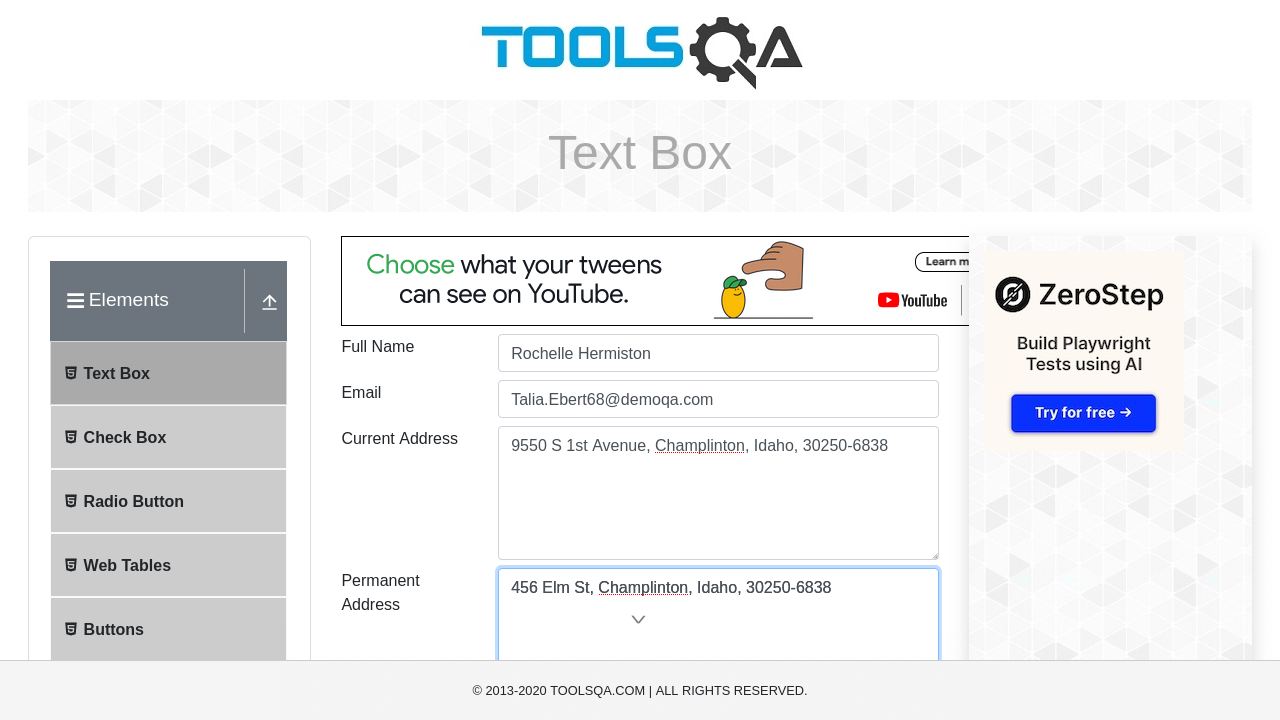 TOOLSQA
Text Box
Elements
Text Box
Check Box
Radio Button
Web Tables
Buttons
Choose what your tweens
can see on YouTube.
Learn m
YouTube
Full Name
Rochelle Hermiston
Email
Talia.Ebert68@demoqa.com
Current Address
9550 S 1st Avenue, Champlinton, Idaho, 30250-6838
Permanent
Address
456 Elm St, Champlinton, Idaho, 30250-6838
ZeroStep
Build Playwright
Tests using AI
Try for free →
© 2013-2020 TOOLSQA.COM | ALL RIGHTS RESERVED.